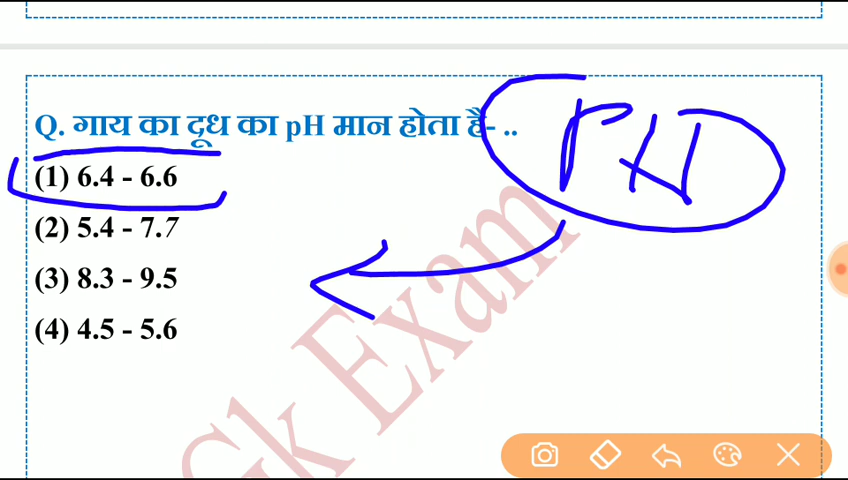 Q. गाय का दूध का pH मान होता है- ..
PH
(1) 6.4 - 6.6
(2) 5.4 - 7.7
(3) 8.3 - 9.5
(4) 4.5 - 5.6
Gk Exam